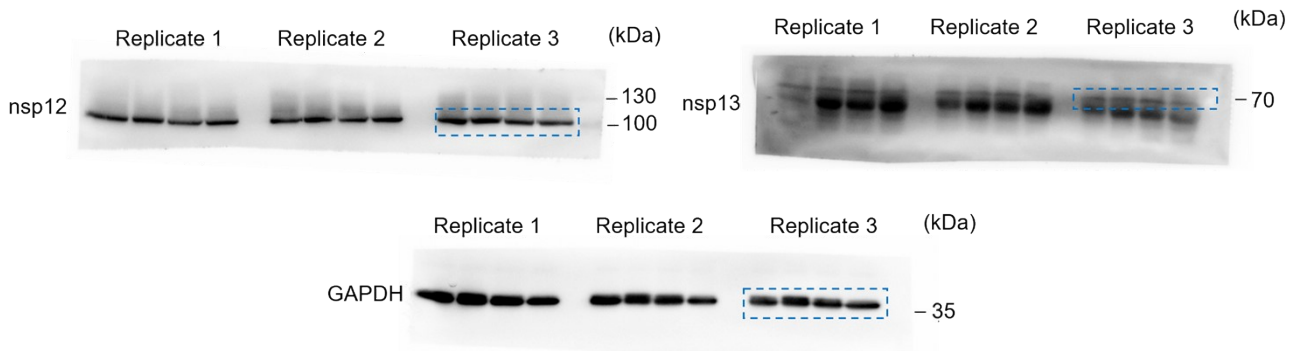 Replicate 1 Replicate 2 Replicate 3 (kDa)
nsp12
– 130
– 100
Replicate 1 Replicate 2 Replicate 3 (kDa)
nsp13
– 70
Replicate 1 Replicate 2 Replicate 3 (kDa)
GAPDH
– 35